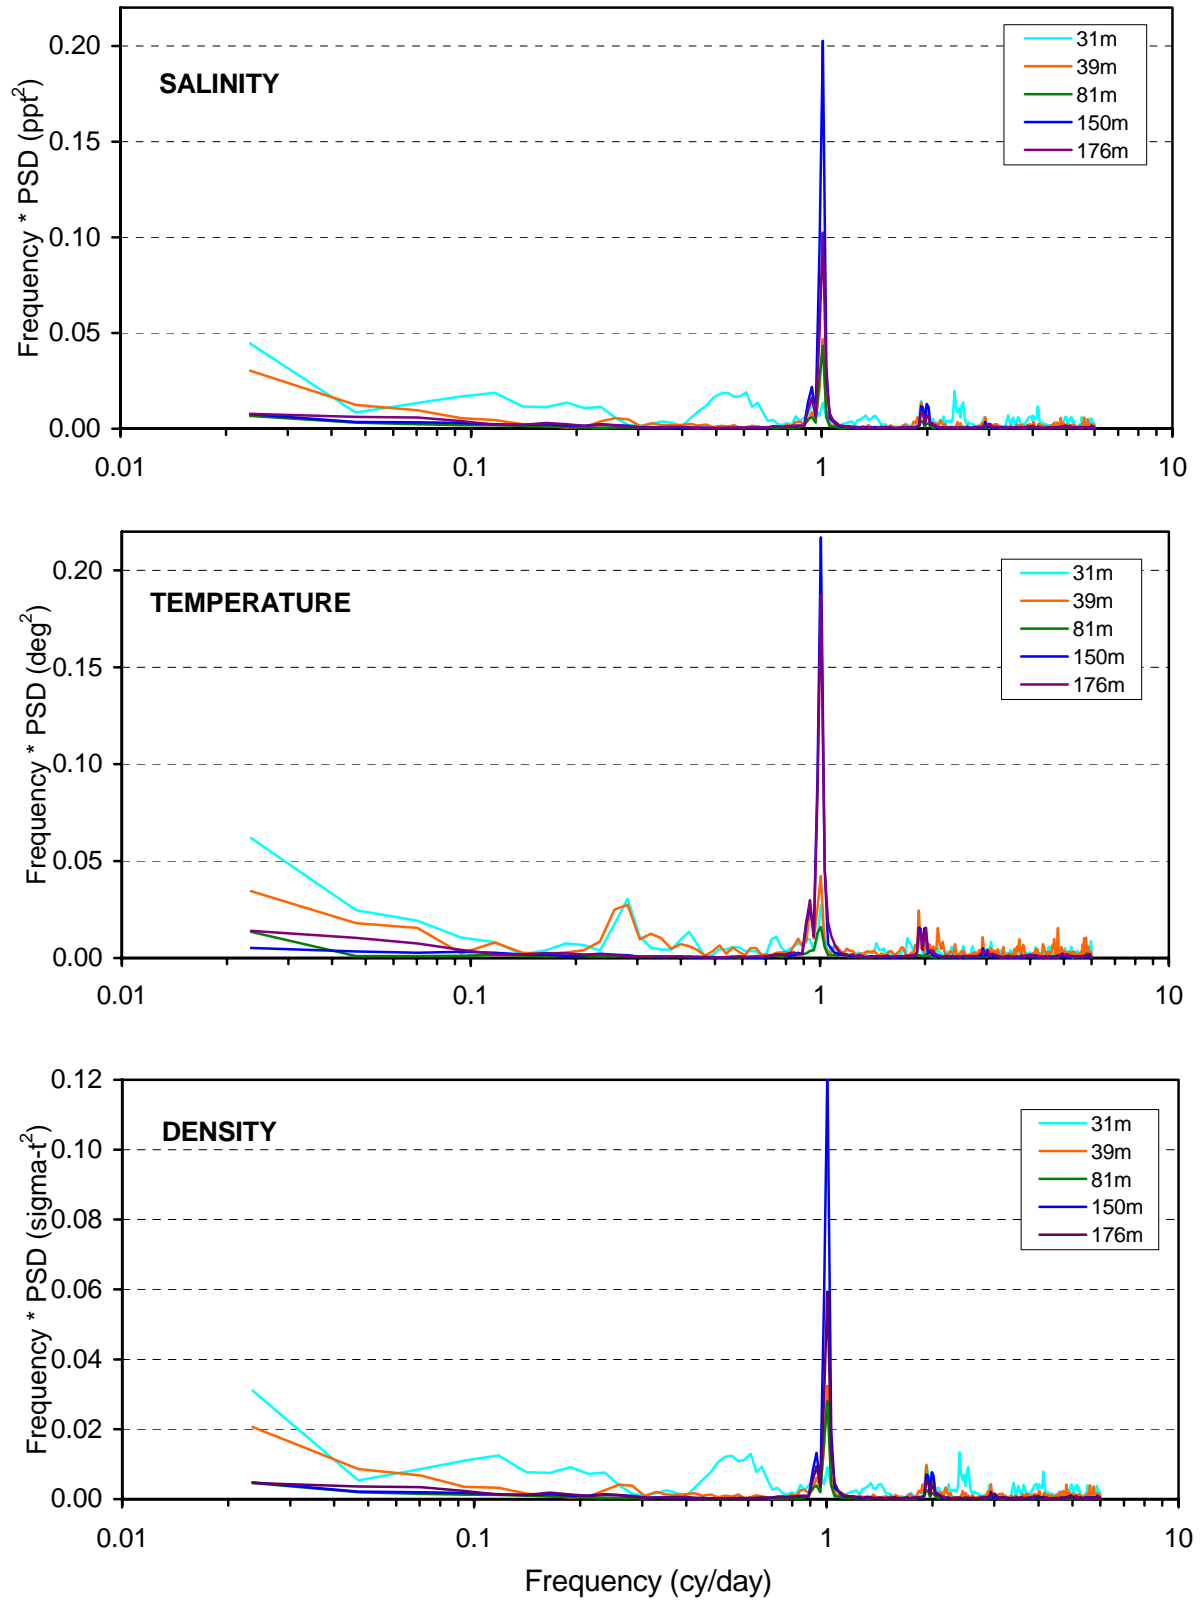 SALINITY
Frequency * PSD (ppt²)
0.20
0.15
0.10
0.05
0.00
0.01
0.1
1
10
31m
39m
81m
150m
176m
TEMPERATURE
Frequency * PSD (deg²)
0.20
0.15
0.10
0.05
0.00
0.01
0.1
1
10
31m
39m
81m
150m
176m
DENSITY
Frequency * PSD (sigma-t²)
0.12
0.10
0.08
0.06
0.04
0.02
0.00
0.01
0.1
1
10
31m
39m
81m
150m
176m
Frequency (cy/day)